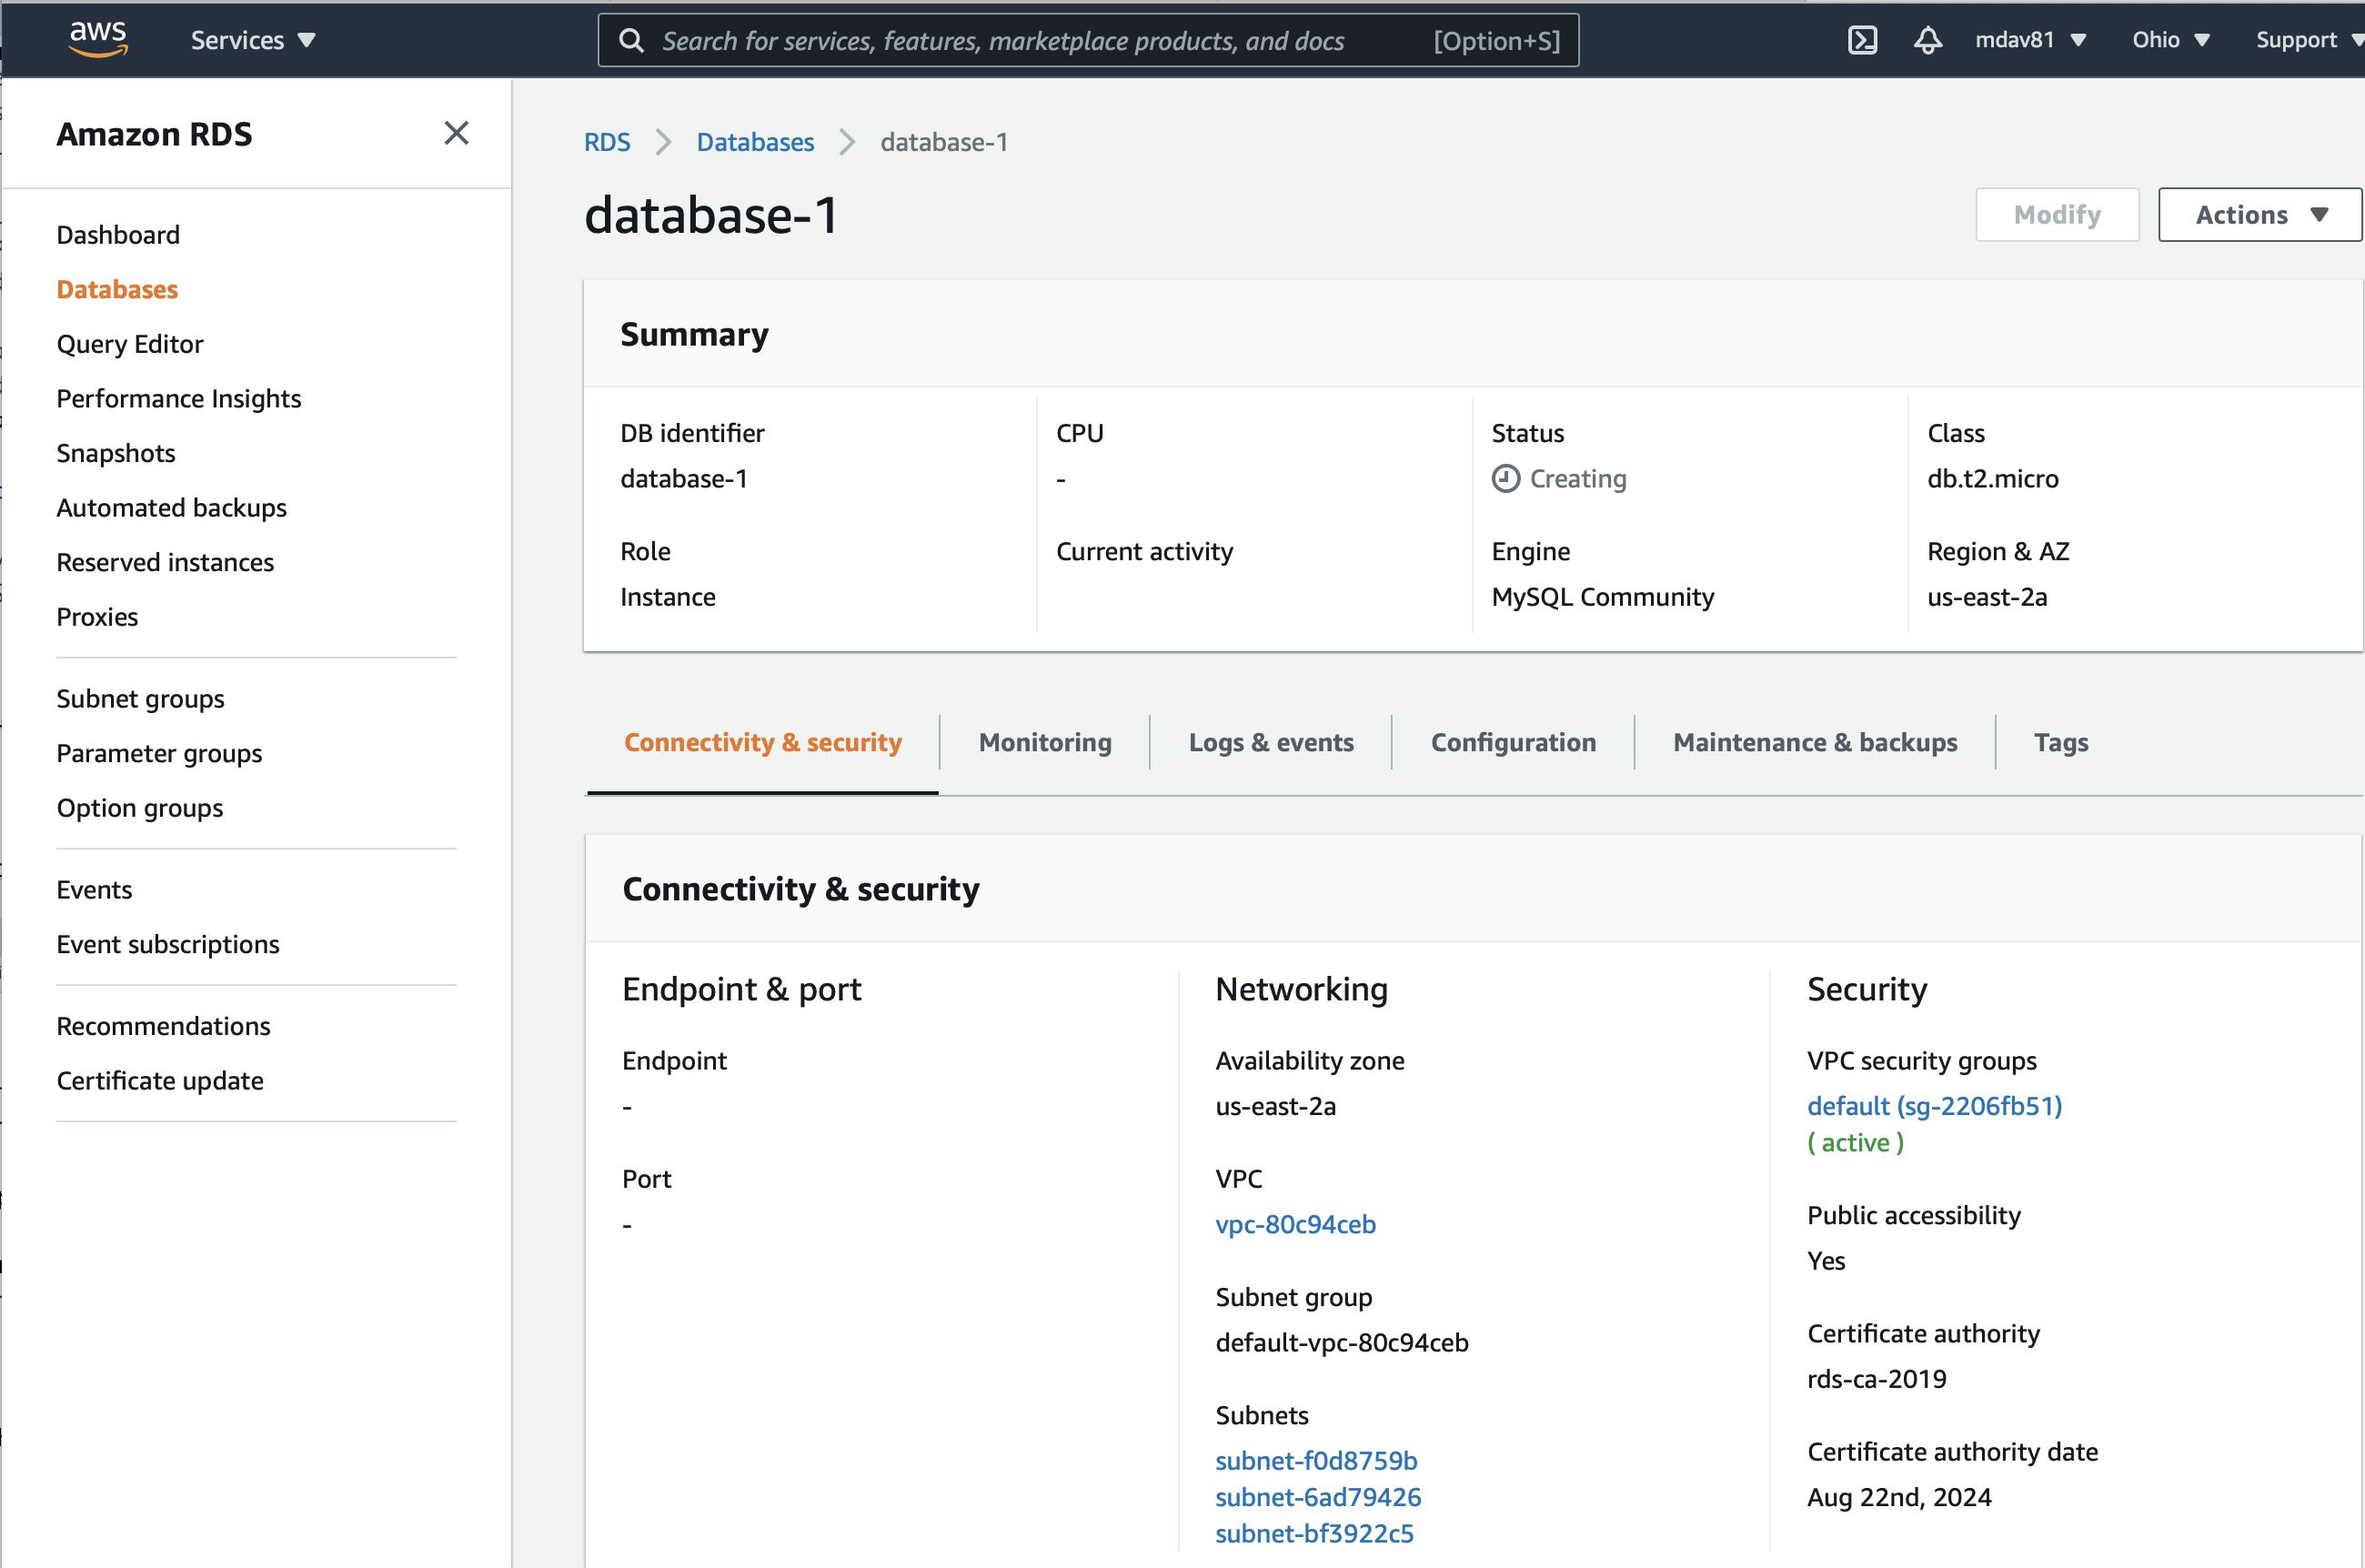 aws
Services
Search for services, features, marketplace products, and docs
[Option+S]
mdav81
Ohio
Support
Amazon RDS
Dashboard
Databases
Query Editor
Performance Insights
Snapshots
Automated backups
Reserved instances
Proxies
Subnet groups
Parameter groups
Option groups
Events
Event subscriptions
Recommendations
Certificate update
RDS
Databases
database-1
database-1
Modify
Actions
Summary
DB identifier
database-1
CPU
-
Status
Creating
Class
db.t2.micro
Role
Instance
Current activity
Engine
MySQL Community
Region & AZ
us-east-2a
Connectivity & security
Monitoring
Logs & events
Configuration
Maintenance & backups
Tags
Connectivity & security
Endpoint & port
Endpoint
-
Port
-
Networking
Availability zone
us-east-2a
VPC
vpc-80c94ceb
Subnet group
default-vpc-80c94ceb
Subnets
subnet-f0d8759b
subnet-6ad79426
subnet-bf3922c5
Security
VPC security groups
default (sg-2206fb51)
( active )
Public accessibility
Yes
Certificate authority
rds-ca-2019
Certificate authority date
Aug 22nd, 2024